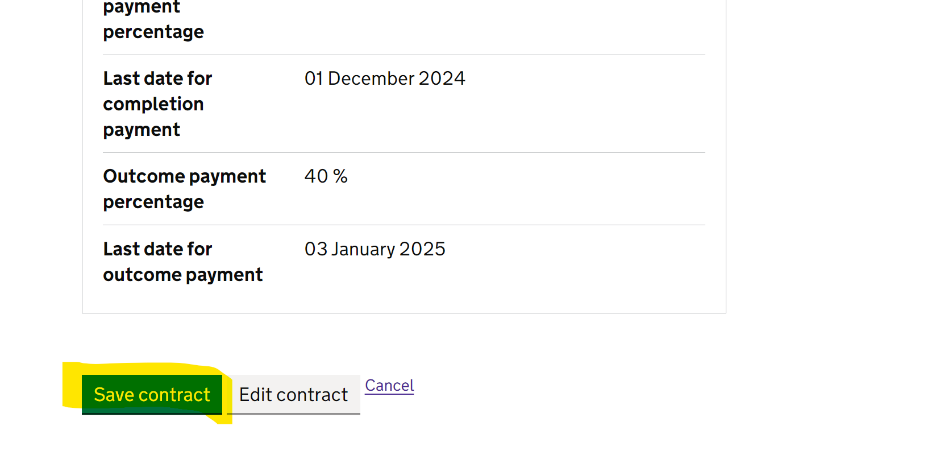 payment
percentage
Last date for 01 December 2024
completion
payment
Outcome payment 40 %
percentage
Last date for 03 January 2025
outcome payment
Save contract Edit contract Cancel